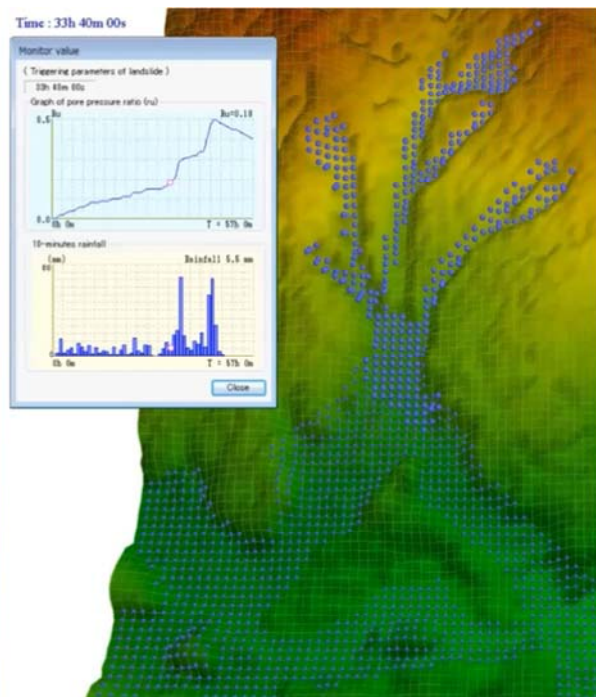 Time : 33h 40m 00s
Monitor value
( Triggering parameters of landslide )
33h 40m 00s
Graph of pore pressure ratio (ru)
0.5
Ru
Ru=0.18
0.0
0h 0m
T = 57h 0m
10-minutes rainfall
(mm)
Rainfall 5.5 mm
0
0h 0m
T = 57h 0m
Close